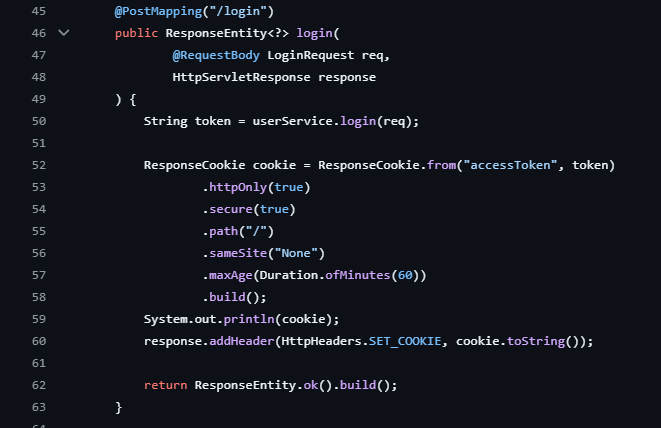 45 @PostMapping("/login")
46 public ResponseEntity<?> login(
47 @RequestBody LoginRequest req,
48 HttpServletResponse response
49 ) {
50 String token = userService.login(req);
51
52 ResponseCookie cookie = ResponseCookie.from("accessToken", token)
53 .httpOnly(true)
54 .secure(true)
55 .path("/")
56 .sameSite("None")
57 .maxAge(Duration.ofMinutes(60))
58 .build();
59 System.out.println(cookie);
60 response.addHeader(HttpHeaders.SET_COOKIE, cookie.toString());
61
62 return ResponseEntity.ok().build();
63 }